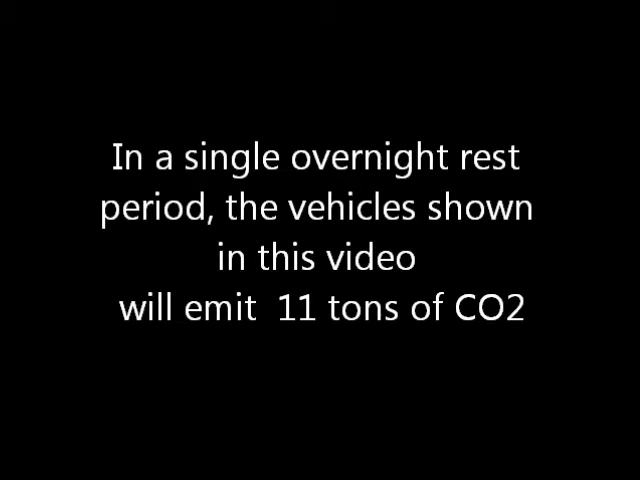 In a single overnight rest
period, the vehicles shown
in this video
will emit  11 tons of CO2